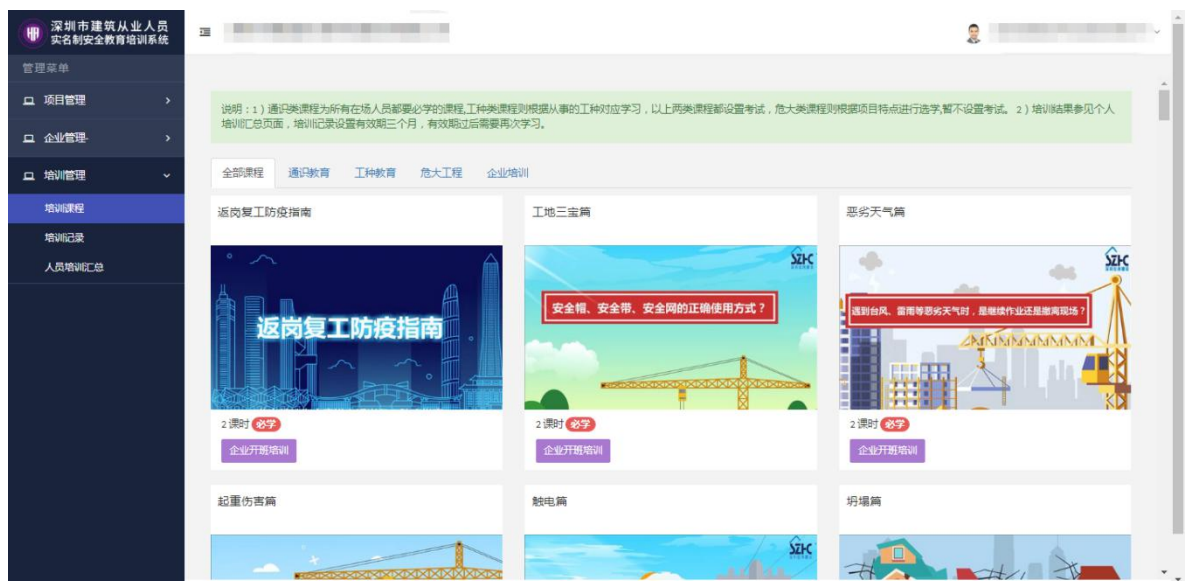 深圳市建筑从业人员
实名制安全教育培训系统
管理菜单
项目管理
企业管理
培训管理
培训课程
培训记录
人员培训汇总
说明：1）通识类课程为所有在场人员都要必学的课程,工种类课程则根据从事的工种对应学习，以上两类课程都设置考试，危大类课程则根据项目特点进行选学,暂不设置考试。 2）培训结果参见个人
培训汇总页面，培训记录设置有效期三个月，有效期过后需要再次学习。
全部课程 通识教育 工种教育 危大工程 企业培训
返岗复工防疫指南 工地三宝篇 恶劣天气篇
返岗复工防疫指南
SZHC
安全帽、安全带、安全网的正确使用方式？
SZHC
遇到台风、雷雨等恶劣天气时，是继续作业还是撤离现场？
2 课时 必学 2 课时 必学 2 课时 必学
企业开班培训 企业开班培训 企业开班培训
起重伤害篇 触电篇 坍塌篇
SZHC